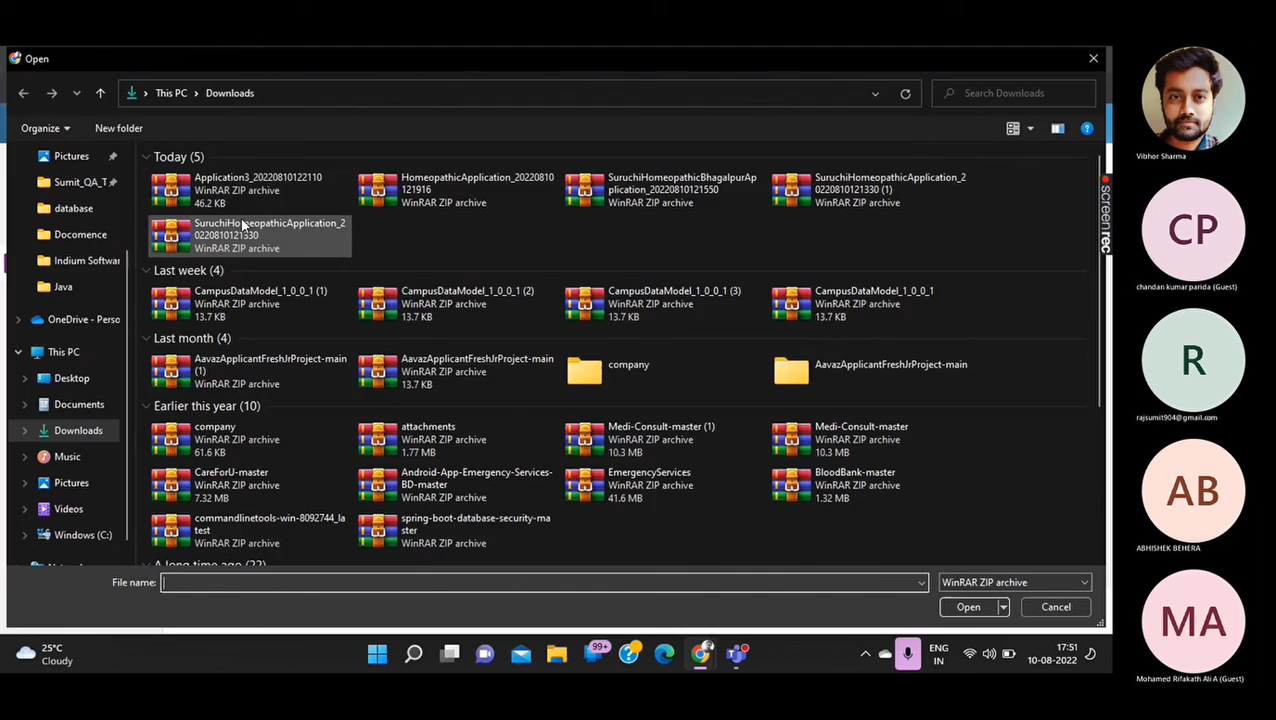 Open
This PC
Downloads
Search Downloads
Organize
New folder
Pictures
Sumit_QA_T
database
Docomence
Indium Softwar
Java
OneDrive - Perso
This PC
Desktop
Documents
Downloads
Music
Pictures
Videos
Windows (C:)
Today (5)
Application3_20220810122110
WinRAR ZIP archive
46.2 KB
HomeopathicApplication_20220810
121916
WinRAR ZIP archive
SuruchiHomeopathicBhagalpurAp
plication_20220810121550
WinRAR ZIP archive
SuruchiHomeopathicApplication_2
0220810121330 (1)
WinRAR ZIP archive
SuruchiHomeopathicApplication_2
0220810121330
WinRAR ZIP archive
Last week (4)
CampusDataModel_1_0_0_1 (1)
WinRAR ZIP archive
13.7 KB
CampusDataModel_1_0_0_1 (2)
WinRAR ZIP archive
13.7 KB
CampusDataModel_1_0_0_1 (3)
WinRAR ZIP archive
13.7 KB
CampusDataModel_1_0_0_1
WinRAR ZIP archive
13.7 KB
Last month (4)
AavazApplicantFreshJrProject-main
(1)
WinRAR ZIP archive
AavazApplicantFreshJrProject-main
WinRAR ZIP archive
13.7 KB
company
AavazApplicantFreshJrProject-main
Earlier this year (10)
company
WinRAR ZIP archive
61.6 KB
attachments
WinRAR ZIP archive
1.77 MB
Medi-Consult-master (1)
WinRAR ZIP archive
10.3 MB
Medi-Consult-master
WinRAR ZIP archive
10.3 MB
CareForU-master
WinRAR ZIP archive
7.32 MB
Android-App-Emergency-Services-
BD-master
WinRAR ZIP archive
EmergencyServices
WinRAR ZIP archive
41.6 MB
BloodBank-master
WinRAR ZIP archive
1.32 MB
commandlinetools-win-8092744_la
test
WinRAR ZIP archive
spring-boot-database-security-ma
ster
WinRAR ZIP archive
A long time ago (22)
File name:
WinRAR ZIP archive
Open
Cancel
screenrec
25°C
Cloudy
99+
ENG
IN
17:51
10-08-2022
Vibhor Sharma
CP
chandan kumar parida (Guest)
R
rajsumit904@gmail.com
AB
ABHISHEK BEHERA
MA
Mohamed Rifakath Ali A (Guest)